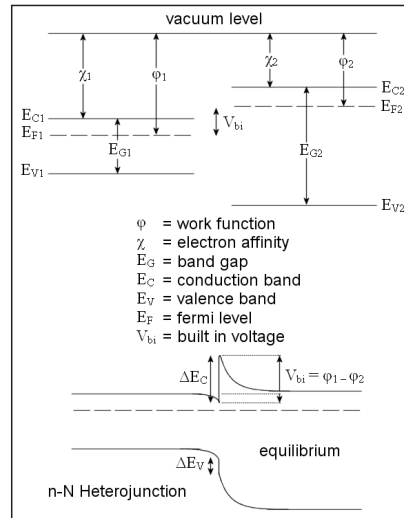 vacuum level
χ1 φ1 χ2 φ2
EC1 EC2
EF1 EF2
Vbi
EG1 EG2
EV1
EV2
φ = work function
χ = electron affinity
EG = band gap
EC = conduction band
EV = valence band
EF = fermi level
Vbi = built in voltage
ΔEC Vbi = φ1 – φ2
ΔEV equilibrium
n-N Heterojunction